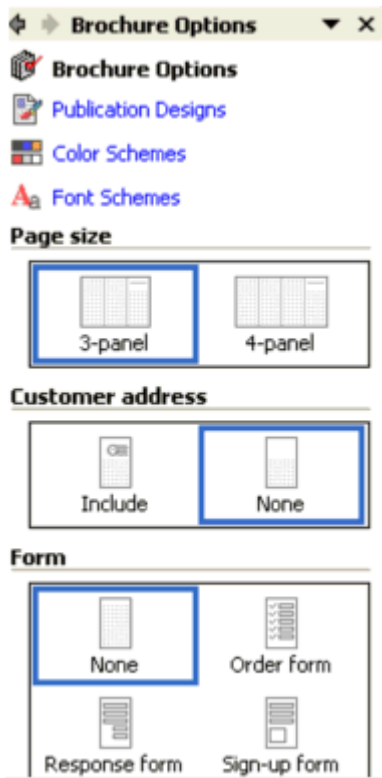 Brochure Options
Brochure Options
Publication Designs
Color Schemes
Font Schemes
Page size
3-panel 4-panel
Customer address
Include None
Form
None Order form
Response form Sign-up form